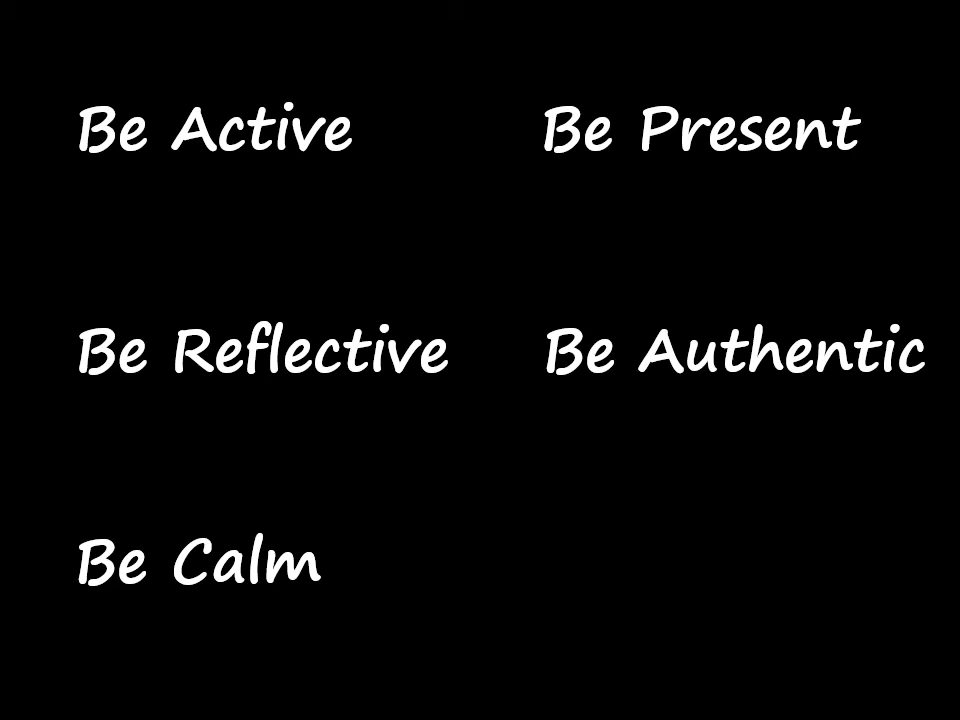 Be Active
Be Present
Be Reflective
Be Authentic
Be Calm